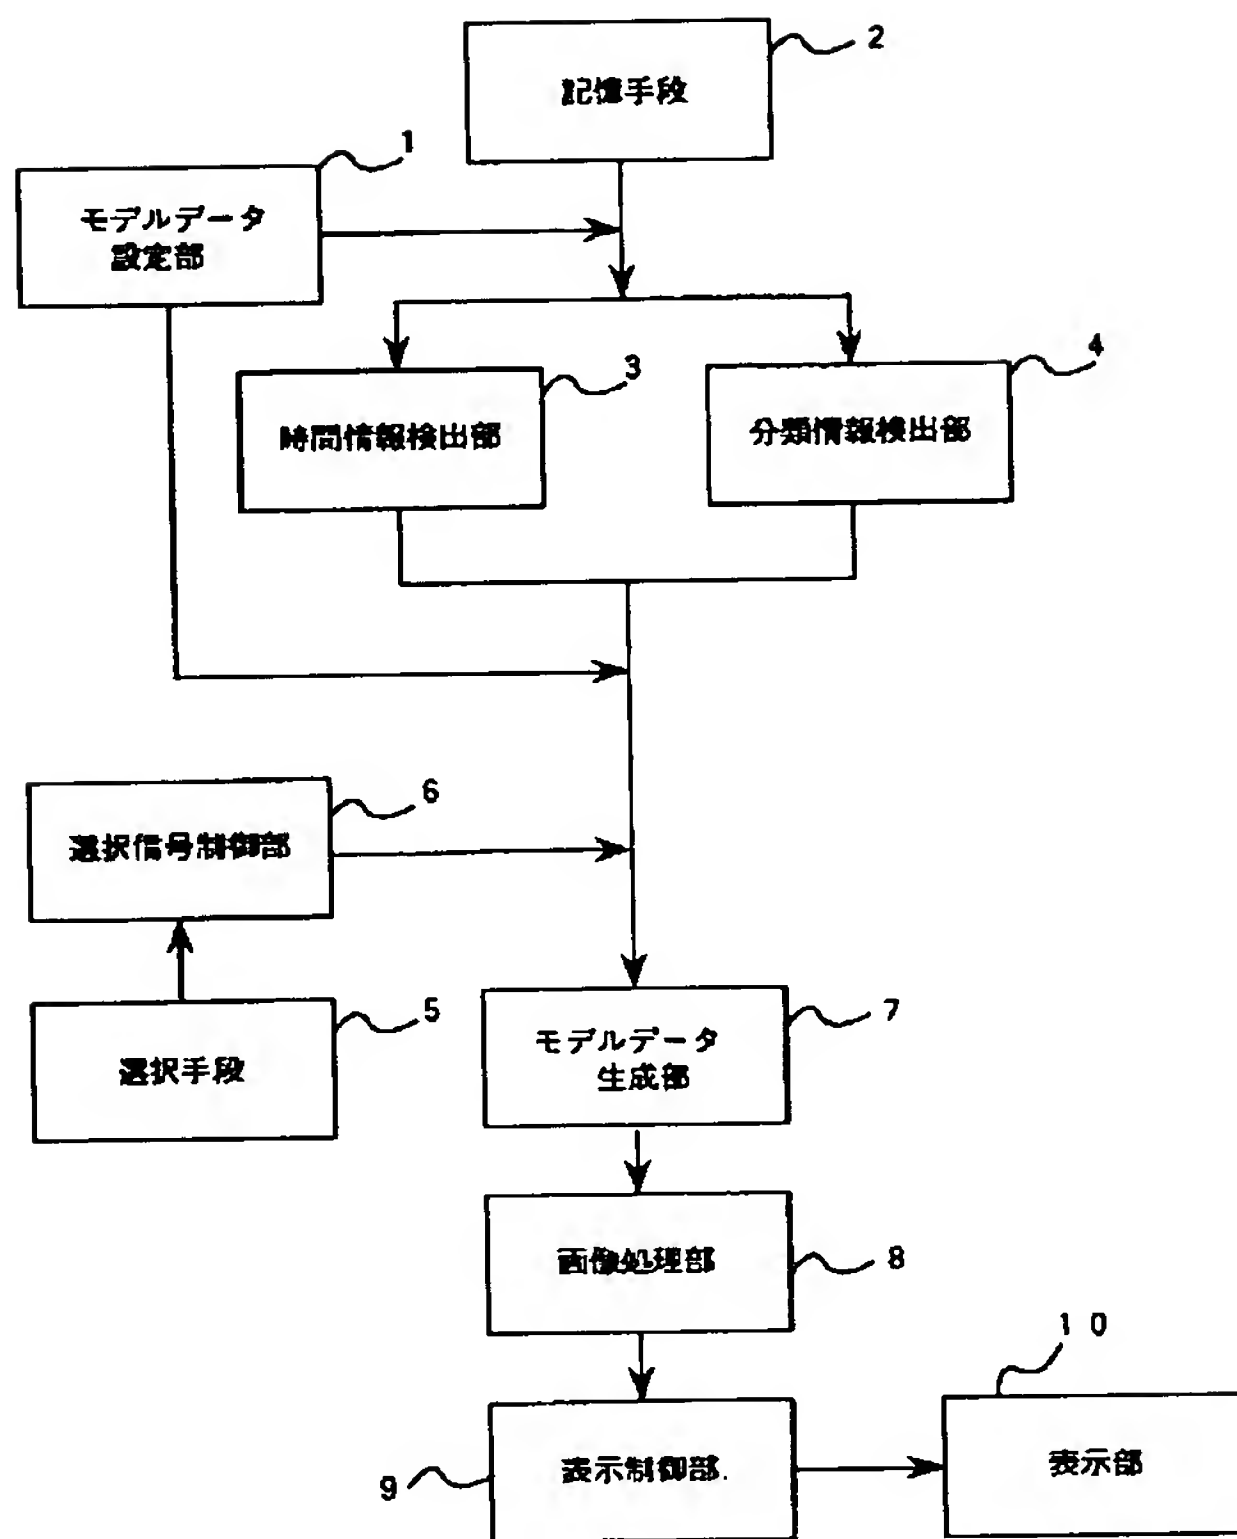 2
記憶手段
1
モデルデータ
設定部
3
時間情報検出部
4
分類情報検出部
6
選択信号制御部
5
選択手段
7
モデルデータ
生成部
8
画像処理部
10
9
表示制御部
表示部